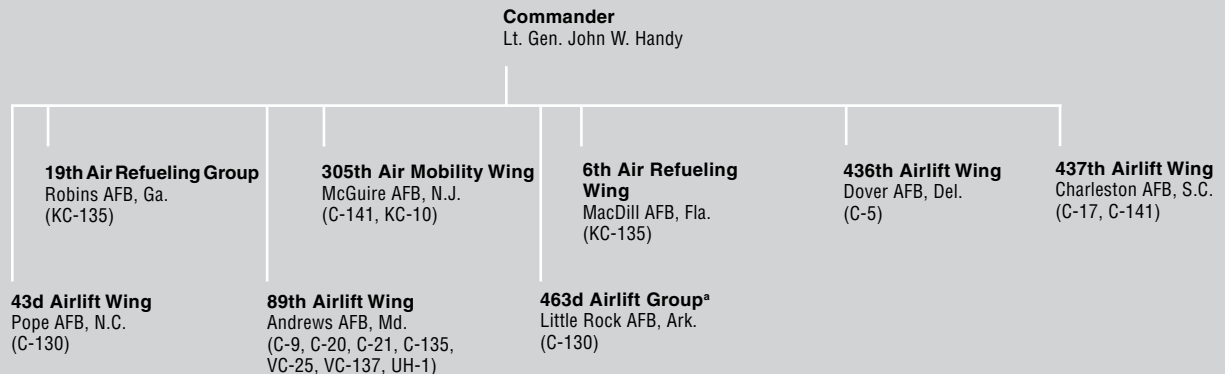 Commander
Lt. Gen. John W. Handy
19th Air Refueling Group
Robins AFB, Ga.
(KC-135)
305th Air Mobility Wing
McGuire AFB, N.J.
(C-141, KC-10)
6th Air Refueling
Wing
MacDill AFB, Fla.
(KC-135)
436th Airlift Wing
Dover AFB, Del.
(C-5)
437th Airlift Wing
Charleston AFB, S.C.
(C-17, C-141)
43d Airlift Wing
Pope AFB, N.C.
(C-130)
89th Airlift Wing
Andrews AFB, Md.
(C-9, C-20, C-21, C-135,
VC-25, VC-137, UH-1)
463d Airlift Groupᵃ
Little Rock AFB, Ark.
(C-130)